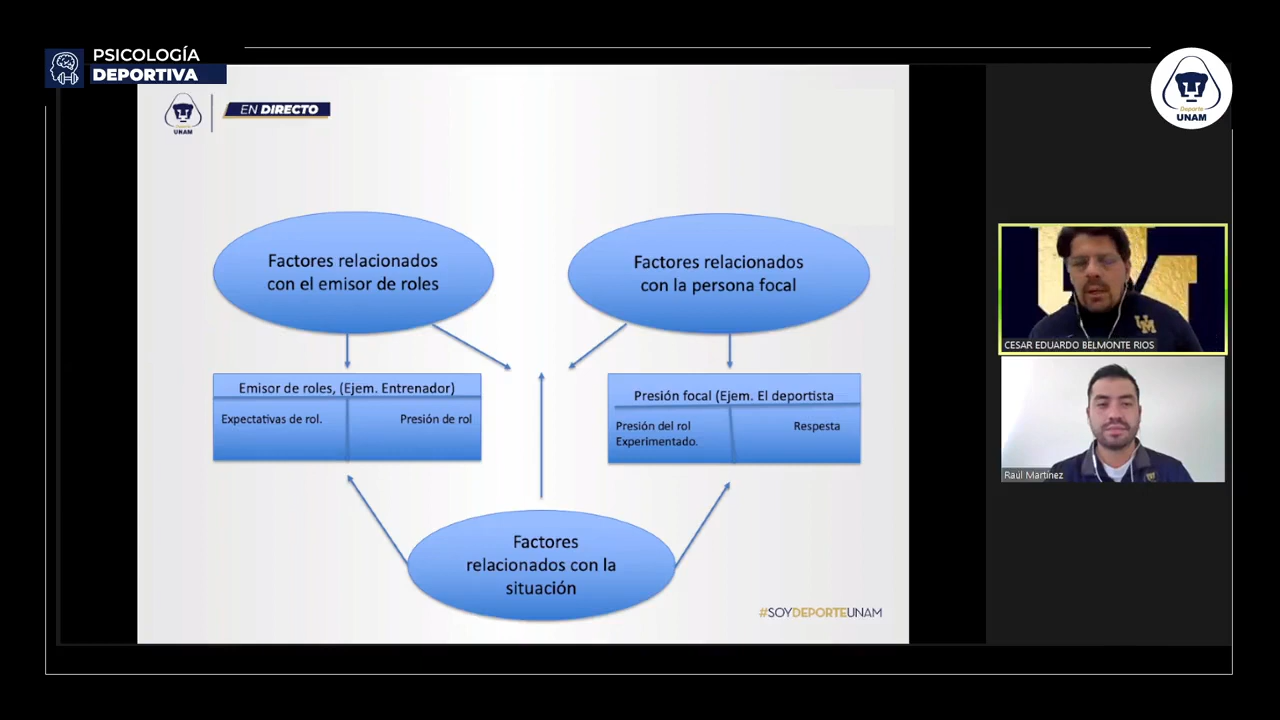 PSICOLOGÍA
DEPORTIVA
Deporte
UNAM
EN DIRECTO
Deporte
UNAM
Factores relacionados
con el emisor de roles
Factores relacionados
con la persona focal
Emisor de roles, (Ejem. Entrenador)
Expectativas de rol.
Presión de rol
Presión focal (Ejem. El deportista
Presión del rol
Experimentado.
Respesta
Factores
relacionados con la
situación
#SOYDEPORTEUNAM
UM
CESAR EDUARDO BELMONTE RIOS
Raúl Martínez